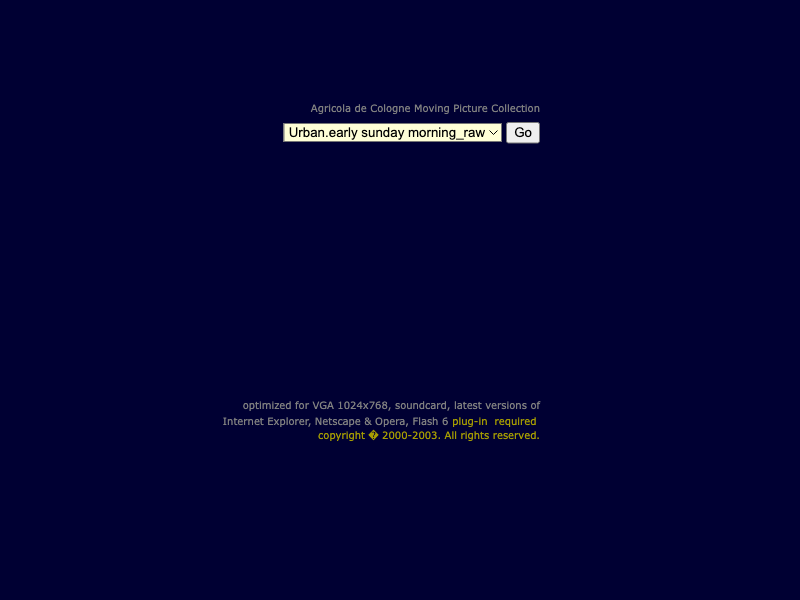 Agricola de Cologne Moving Picture Collection
Urban.early sunday morning_raw Go
optimized for VGA 1024x768, soundcard, latest versions of
Internet Explorer, Netscape & Opera, Flash 6 plug-in required
copyright � 2000-2003. All rights reserved.